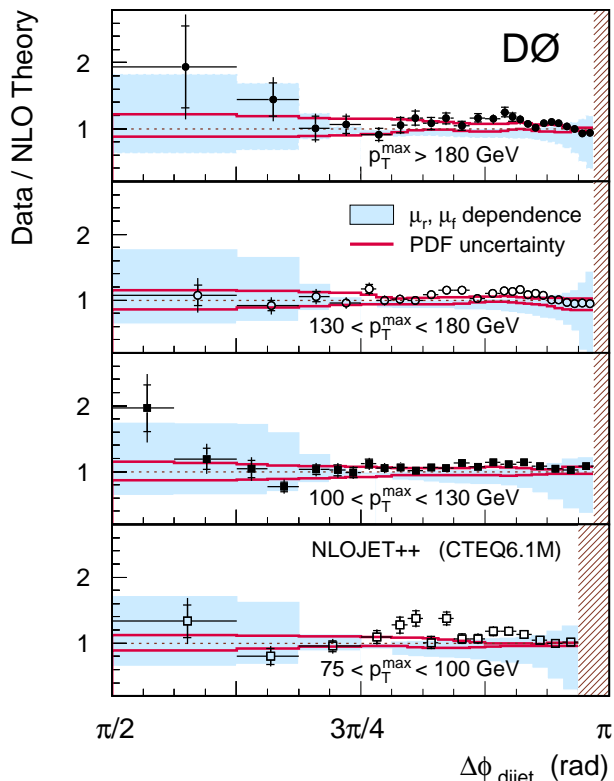 DØ
Data / NLO Theory
2
1
p_T^max > 180 GeV
2
μ_r, μ_f dependence
PDF uncertainty
1
130 < p_T^max < 180 GeV
2
1
100 < p_T^max < 130 GeV
NLOJET++ (CTEQ6.1M)
2
1
75 < p_T^max < 100 GeV
π/2 3π/4 π
Δϕ_dijet (rad)